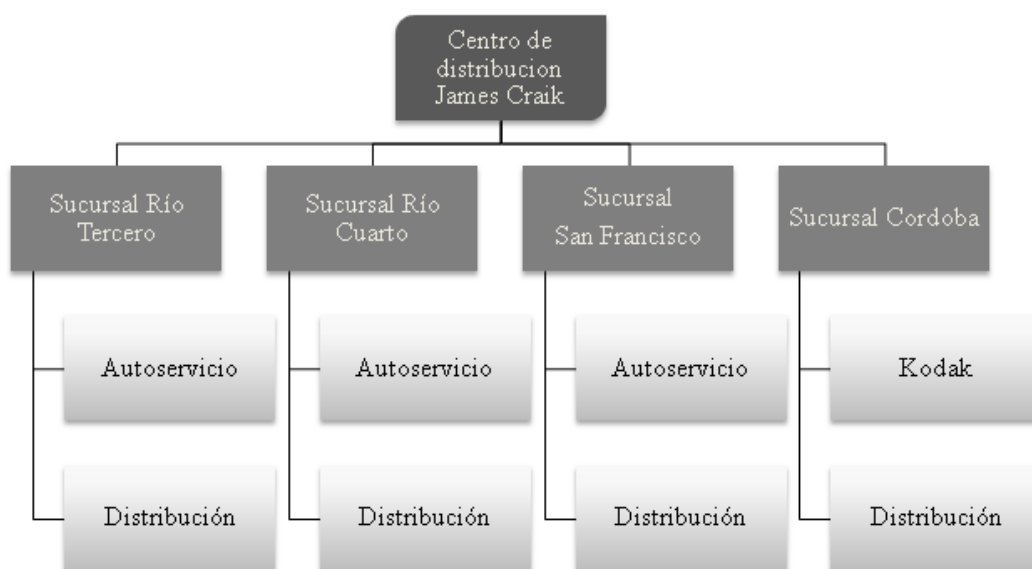 Centro de
distribucion
James Craik
Sucursal Río
Tercero
Sucursal Río
Cuarto
Sucursal
San Francisco
Sucursal Cordoba
Autoservicio
Autoservicio
Autoservicio
Kodak
Distribución
Distribución
Distribución
Distribución